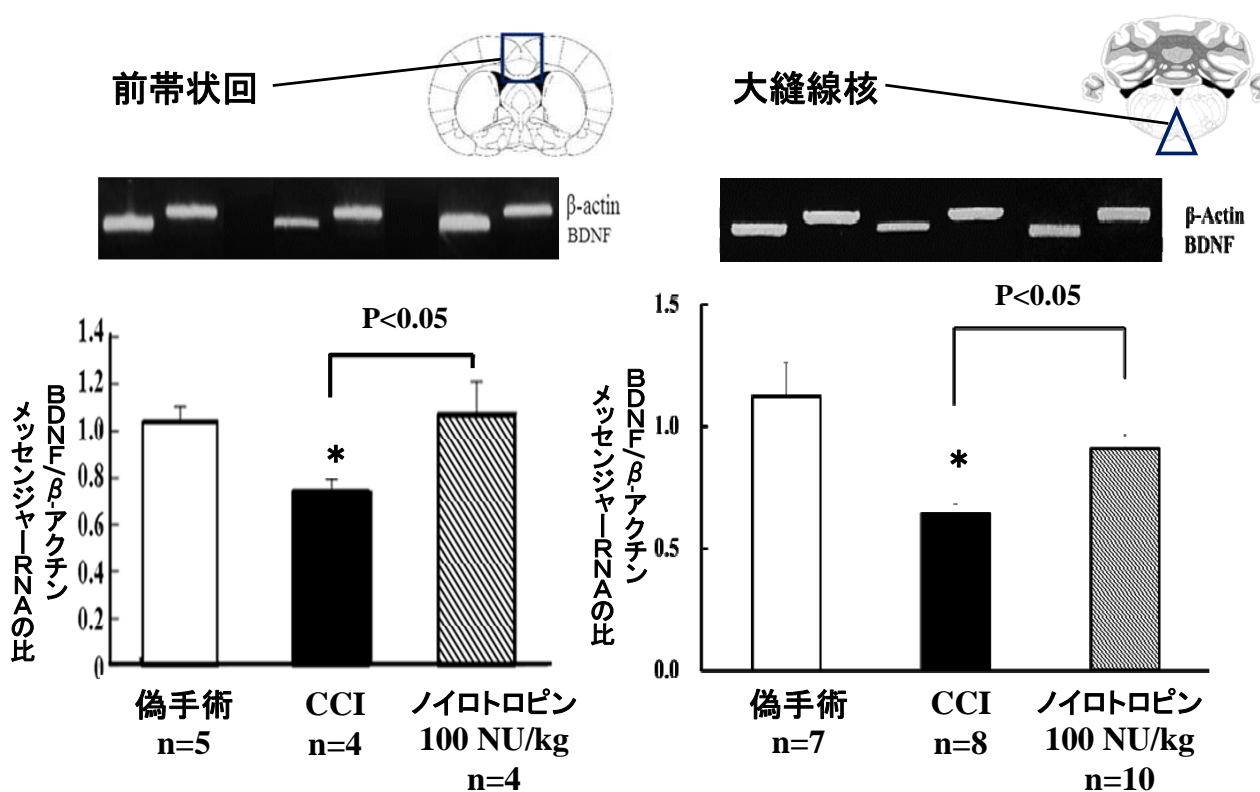 前帯状回
β-actin
BDNF
P<0.05
BDNF/β-アクチン
メッセンジャーRNAの比
1.4
1.2
1.0
0.8
0.6
0.4
0.2
0
*
偽手術
n=5
CCI
n=4
ノイロトロピン
100 NU/kg
n=4
大縫線核
β-Actin
BDNF
P<0.05
BDNF/β-アクチン
メッセンジャーRNAの比
1.5
1.0
0.5
0.0
*
偽手術
n=7
CCI
n=8
ノイロトロピン
100 NU/kg
n=10